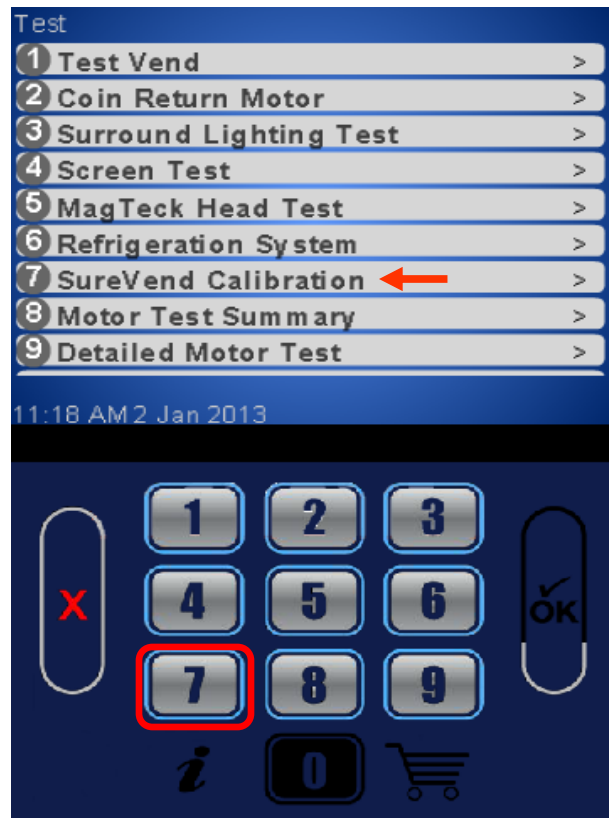 Test
1 Test Vend >
2 Coin Return Motor >
3 Surround Lighting Test >
4 Screen Test >
5 MagTeck Head Test >
6 Refrigeration System >
7 SureVend Calibration >
8 Motor Test Summary >
9 Detailed Motor Test >
11:18 AM 2 Jan 2013
1 2 3
X 4 5 6 OK
7 8 9
i 0